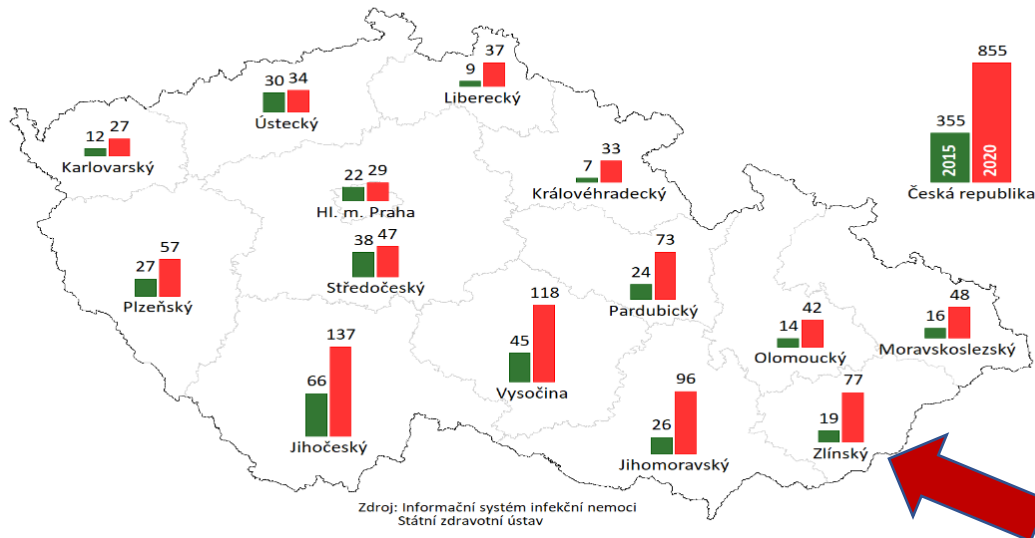 855
37
9
Liberecký
30 34
Ústecký
355
2015
2020
Česká republika
12 27
Karlovarský
7 33
Královéhradecký
22 29
Hl. m. Praha
38 47
Středočeský
27 57
Plzeňský
24 73
Pardubický
45 118
Vysočina
14 42
Olomoucký
16 48
Moravskoslezský
66 137
Jihočeský
26 96
Jihomoravský
19 77
Zlínský
Zdroj: Informační systém infekční nemoci
Státní zdravotní ústav